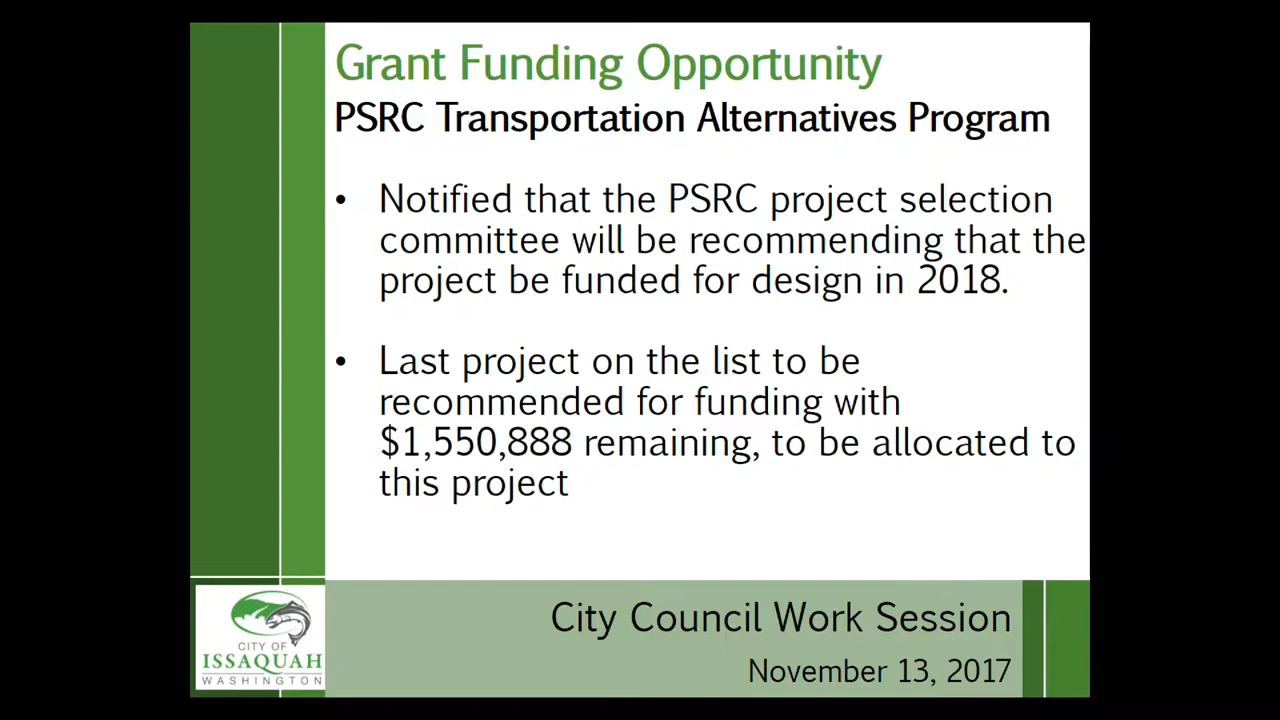 Grant Funding Opportunity
PSRC Transportation Alternatives Program
• Notified that the PSRC project selection
committee will be recommending that the
project be funded for design in 2018.
• Last project on the list to be
recommended for funding with
$1,550,888 remaining, to be allocated to
this project
City Council Work Session
November 13, 2017
CITY OF
ISSAQUAH
WASHINGTON